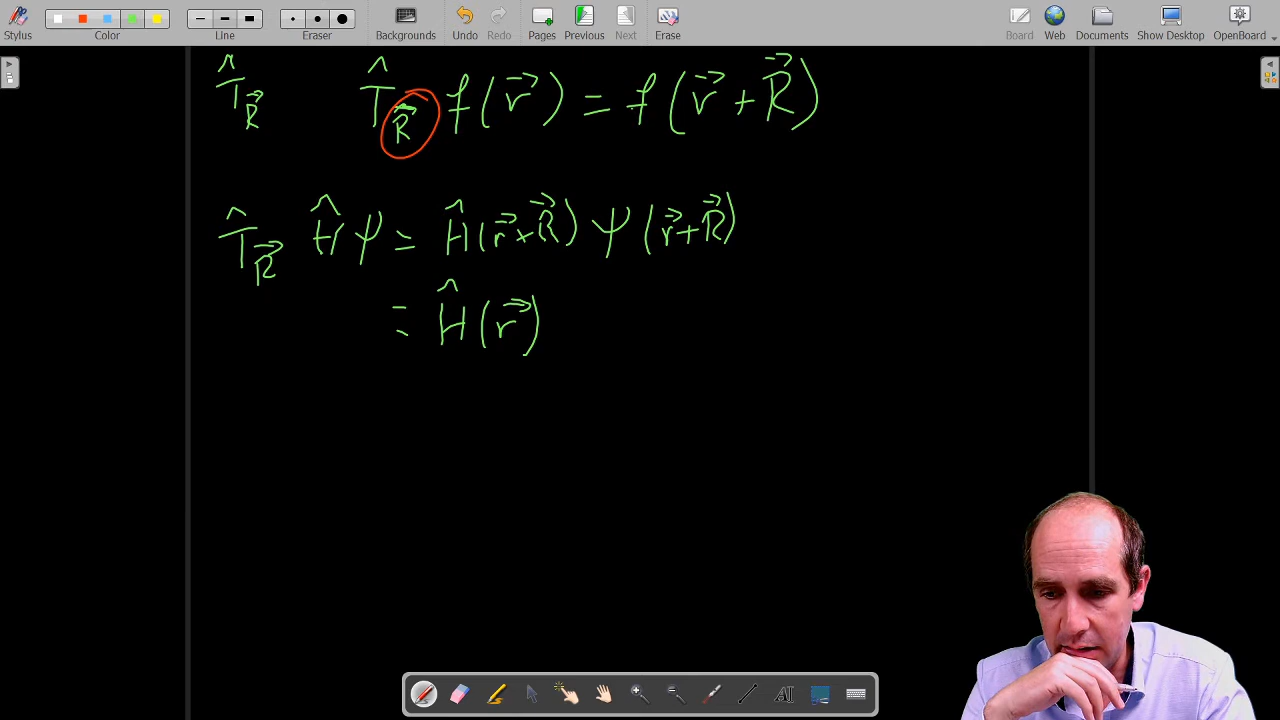 Stylus Color Line Eraser Backgrounds Undo Redo Pages Previous Next Erase Board Web Documents Show Desktop OpenBoard
T̂_R⃗ T̂_R⃗ f(r⃗) = f(r⃗ + R⃗)
T̂_R⃗ Ĥψ = Ĥ(r⃗+R⃗) ψ(r⃗+R⃗)
= Ĥ(r⃗)
AI